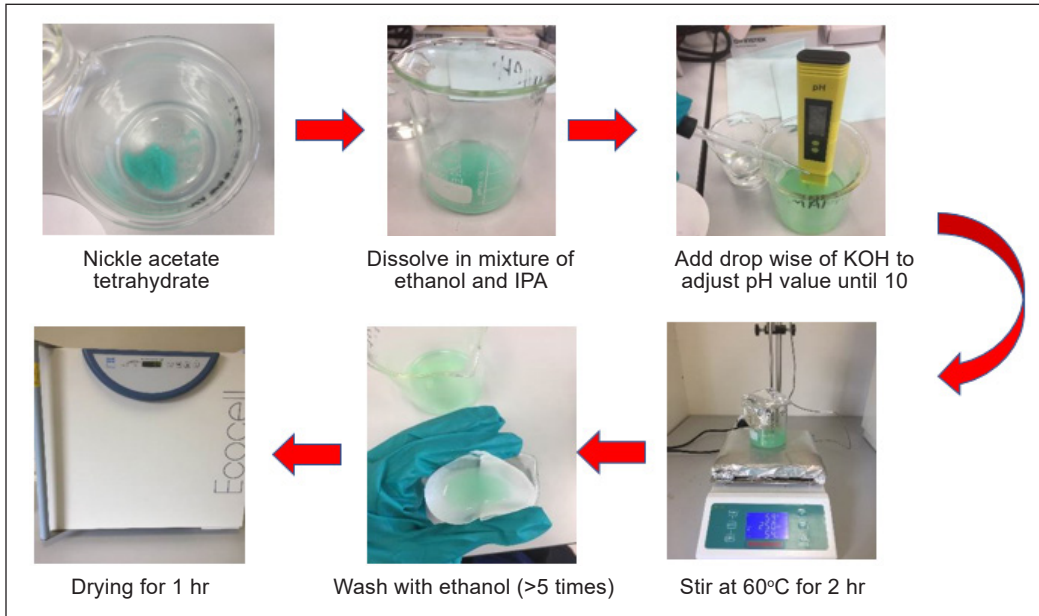 Nickle acetate
tetrahydrate
Dissolve in mixture of
ethanol and IPA
pH
Add drop wise of KOH to
adjust pH value until 10
Ecocell
Drying for 1 hr
Wash with ethanol (>5 times)
Stir at 60°C for 2 hr